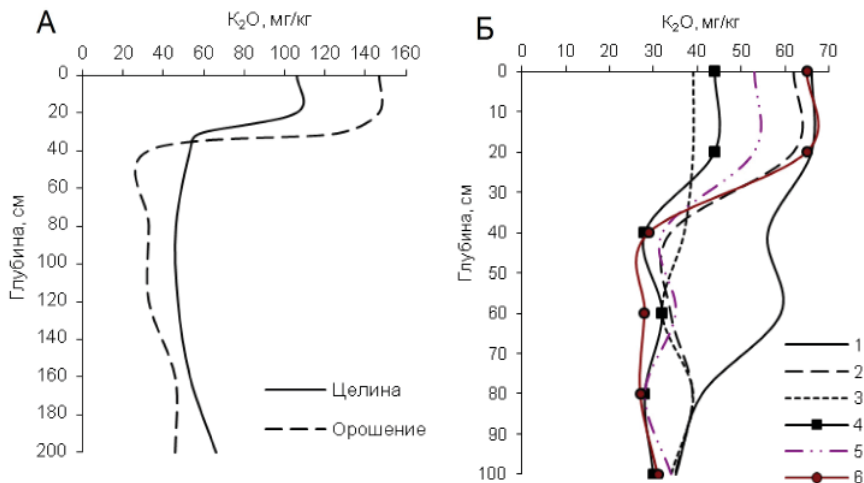 А
K₂O, мг/кг
0 20 40 60 80 100 120 140 160
0
20
40
60
80
100
120
140
160
180
200
Глубина, см
Целина
Орошение
Б
K₂O, мг/кг
0 10 20 30 40 50 60 70
0
10
20
30
40
50
60
70
80
90
100
Глубина, см
1
2
3
4
5
6